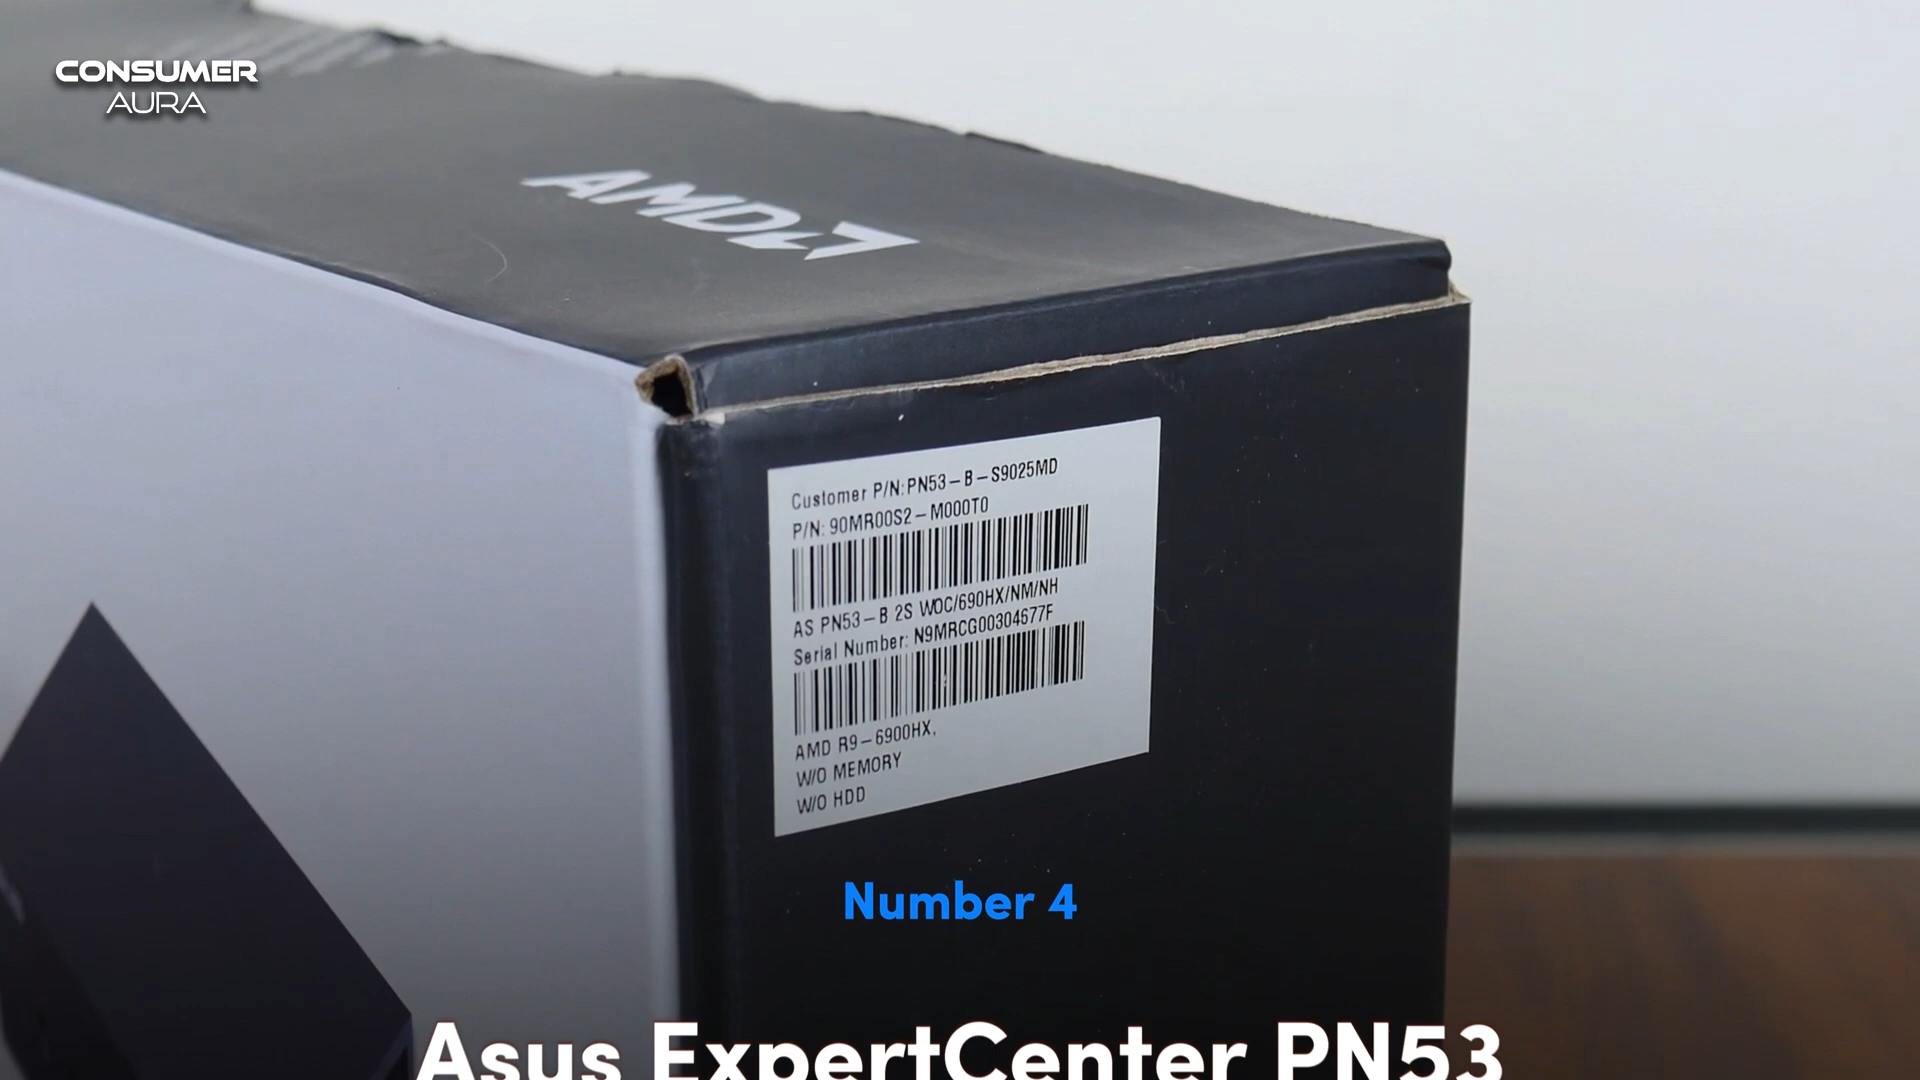 CONSUMER
AURA
AMD
Customer P/N: PN53-B-S9025MD
P/N: 90MR00S2-M000T0
AS PN53-B 2S WOC/690HX/NM/NH
Serial Number: N9MRCG00304677F
AMD R9-6900HX,
W/O MEMORY
W/O HDD
Number 4
Asus ExpertCenter PN53